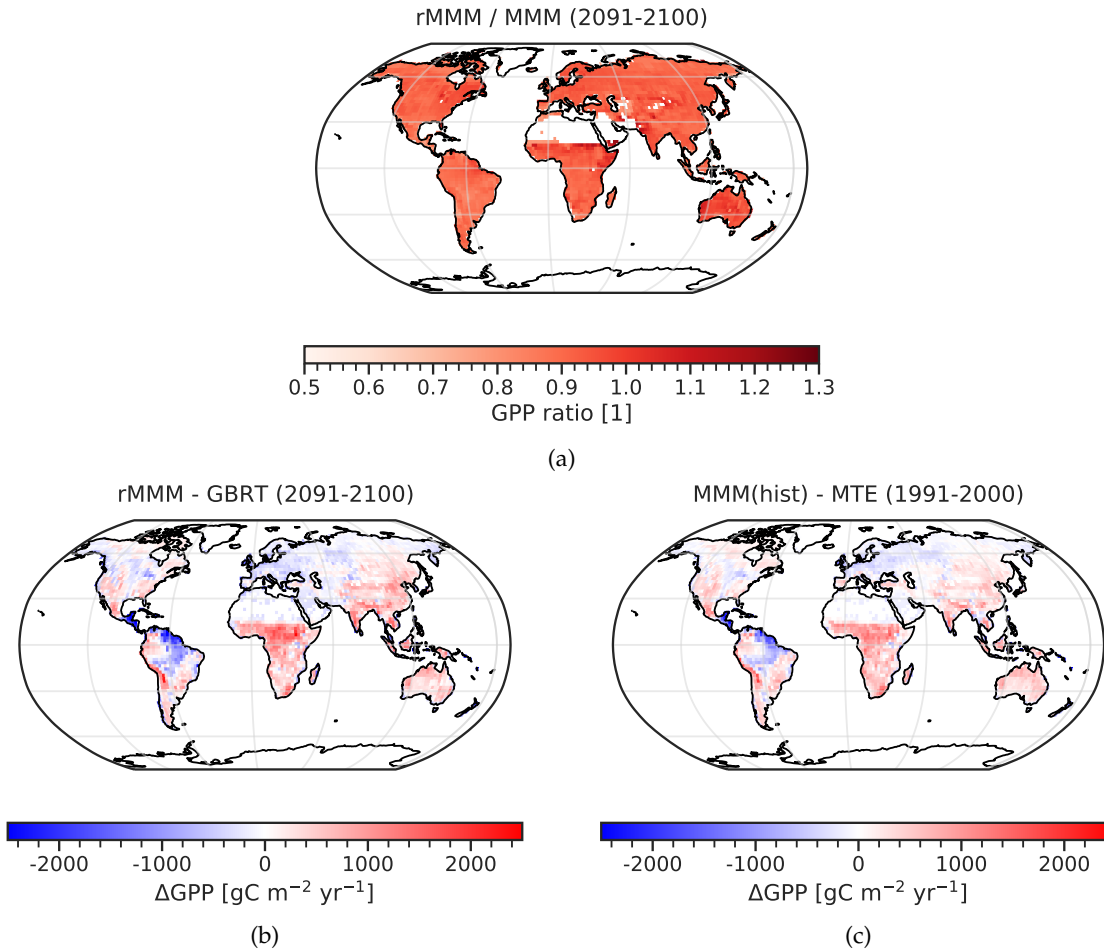 rMMM / MMM (2091-2100)
0.5 0.6 0.7 0.8 0.9 1.0 1.1 1.2 1.3
GPP ratio [1]
(a)
rMMM - GBRT (2091-2100)
-2000 -1000 0 1000 2000
ΔGPP [gC m⁻² yr⁻¹]
(b)
MMM(hist) - MTE (1991-2000)
-2000 -1000 0 1000 2000
ΔGPP [gC m⁻² yr⁻¹]
(c)